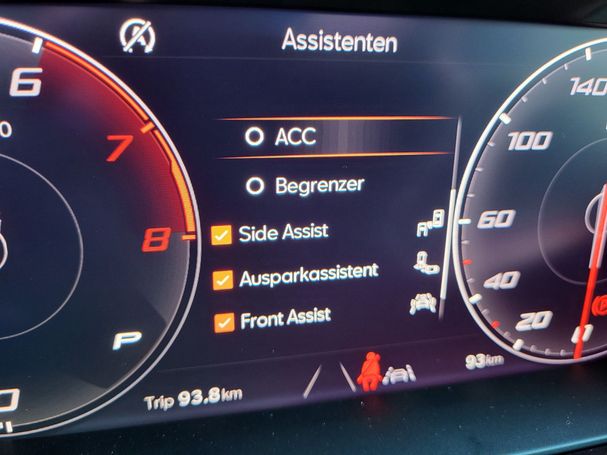 Assistenten
6
7
8
P
ACC
Begrenzer
Side Assist
Ausparkassistent
Front Assist
140
100
60
40
20
0
Trip 93.8km
93km